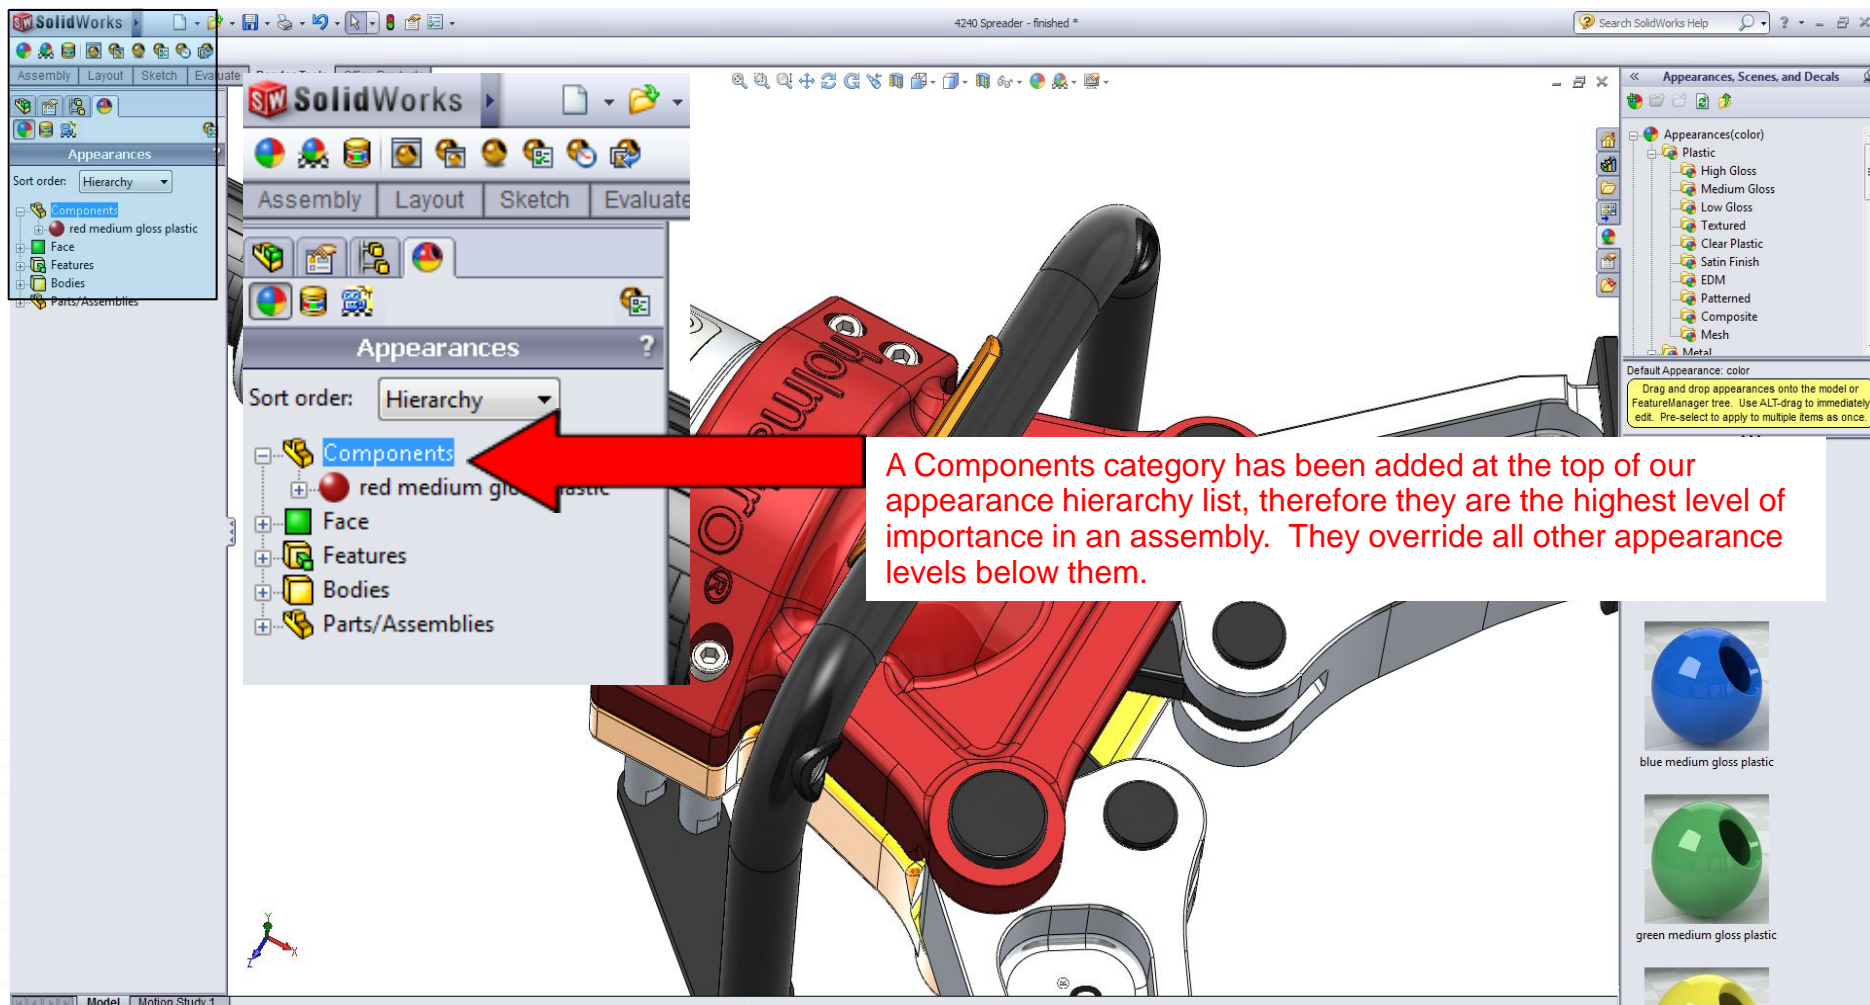 SolidWorks
4240 Spreader - finished *
Search SolidWorks Help
?
Assembly Layout Sketch Evaluate Render Tools Office Products
Appearances
?
Sort order: Hierarchy
Components
red medium gloss plastic
Face
Features
Bodies
Parts/Assemblies
SolidWorks
Assembly Layout Sketch Evaluate
Appearances ?
Sort order: Hierarchy
Components
red medium gloss plastic
Face
Features
Bodies
Parts/Assemblies
A Components category has been added at the top of our
appearance hierarchy list, therefore they are the highest level of
importance in an assembly.  They override all other appearance
levels below them.
holmatro
®
Y
X
Z
Appearances, Scenes, and Decals
Appearances(color)
Plastic
High Gloss
Medium Gloss
Low Gloss
Textured
Clear Plastic
Satin Finish
EDM
Patterned
Composite
Mesh
Metal
Default Appearance: color
Drag and drop appearances onto the model or
FeatureManager tree.  Use ALT-drag to immediately
edit.  Pre-select to apply to multiple items as once.
blue medium gloss plastic
green medium gloss plastic
Model Motion Study 1